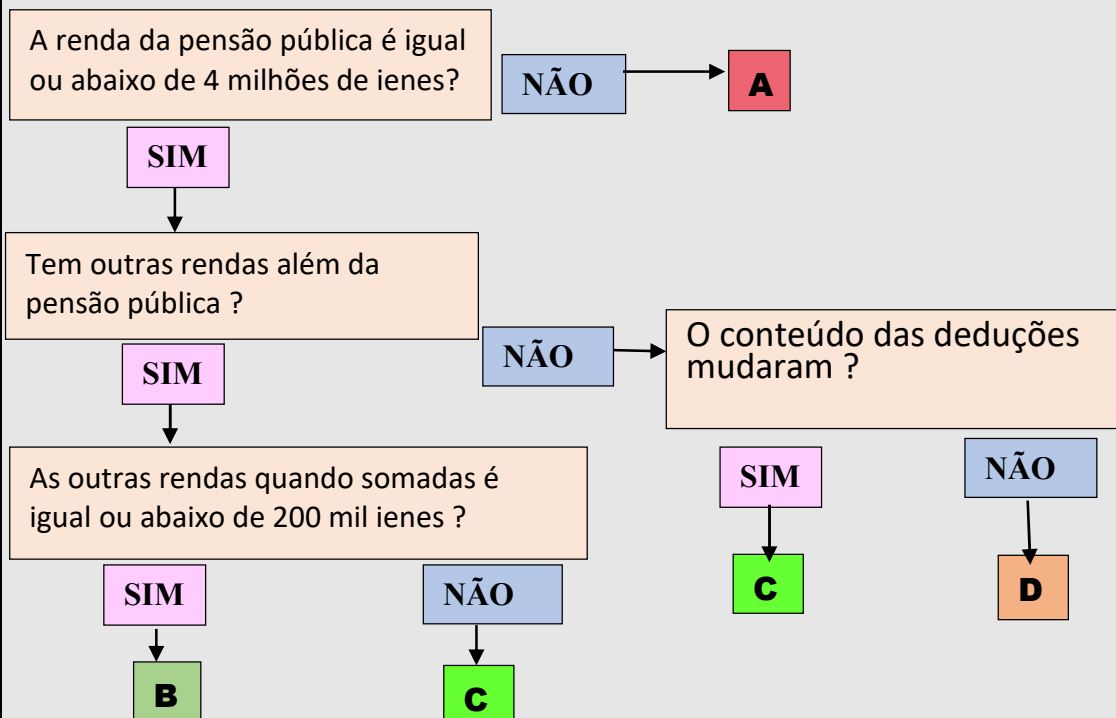 A renda da pensão pública é igual
ou abaixo de 4 milhões de ienes?
NÃO
A
SIM
Tem outras rendas além da
pensão pública ?
NÃO
O conteúdo das deduções
mudaram ?
SIM
As outras rendas quando somadas é
igual ou abaixo de 200 mil ienes ?
SIM
NÃO
C
D
SIM
NÃO
B
C